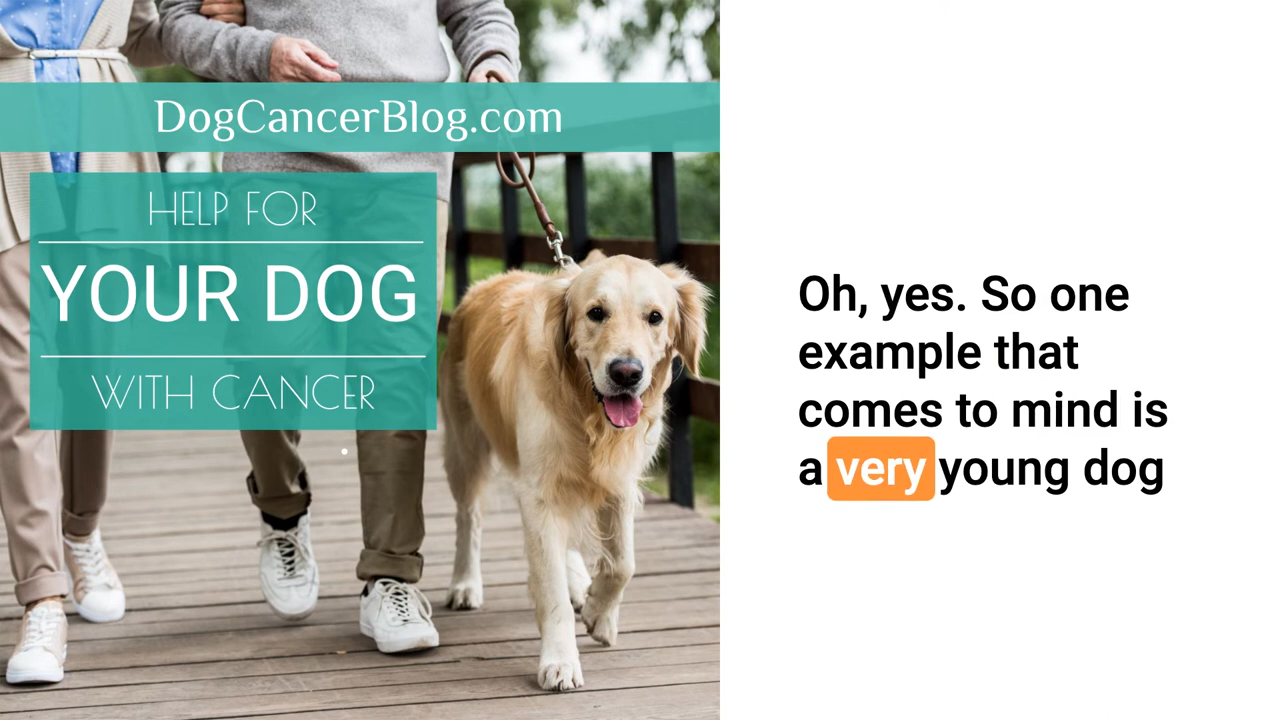 DogCancerBlog.com
HELP FOR
YOUR DOG
WITH CANCER
Oh, yes. So one
example that
comes to mind is
a very young dog